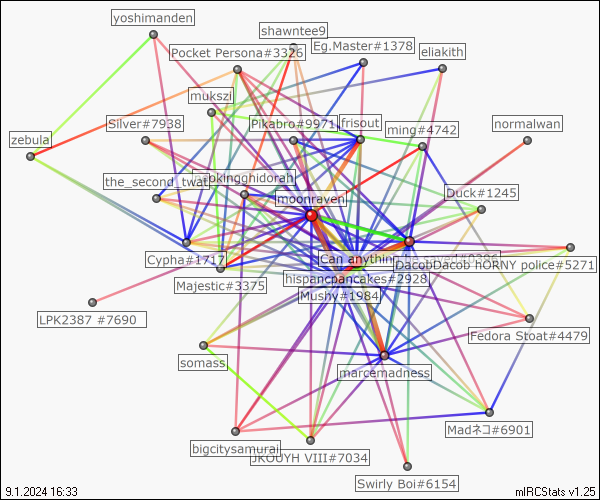 yoshimanden
shawntee9
Eg.Master#1378
Pocket Persona#3326
eliakith
mukszi
Silver#7938
Pikabro#9971
frisout
ming#4742
normalwan
zebula
the_second_twat
mookingghidorah
moonraven
Duck#1245
Cypha#1717
Can anything
DacobDacob HORNY police#5271
Majestic#3375
hispancpancakes#2928
Mushy#1984
LPK2387 #7690
Fedora Stoat#4479
somass
marcemadness
Madネコ#6901
bigcitysamurai
JKOUYH VIII#7034
Swirly Boi#6154
9.1.2024 16:33
mIRCStats v1.25